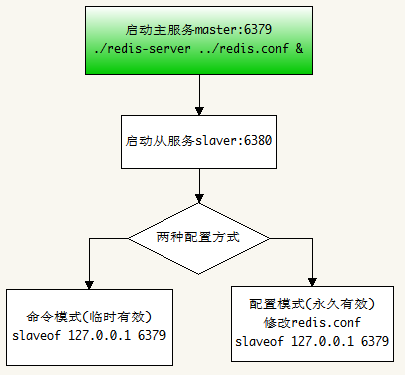 启动主服务master:6379
./redis-server ../redis.conf &
启动从服务slaver:6380
两种配置方式
命令模式(临时有效)
slaveof 127.0.0.1 6379
配置模式(永久有效)
修改redis.conf
slaveof 127.0.0.1 6379